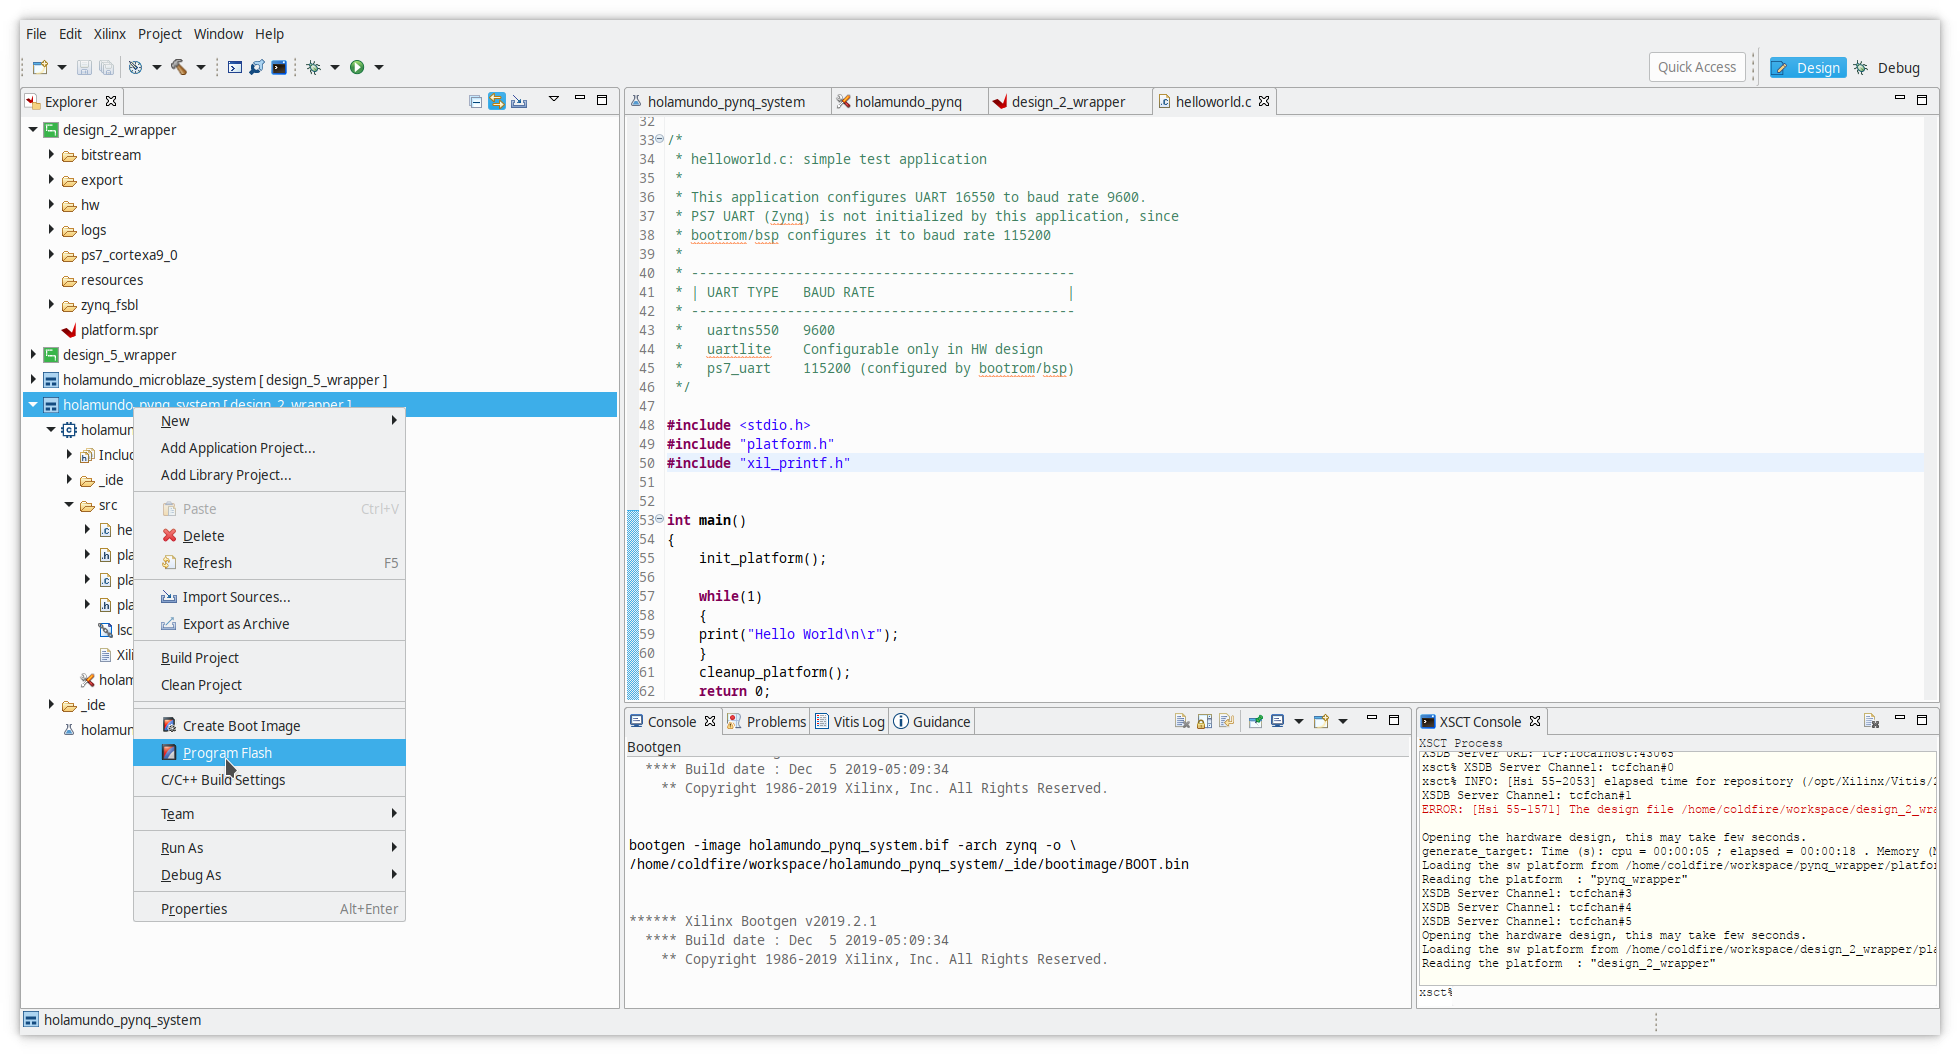 File Edit Xilinx Project Window Help
Quick Access
Design
Debug
Explorer
design_2_wrapper
bitstream
export
hw
logs
ps7_cortexa9_0
resources
zynq_fsbl
platform.spr
design_5_wrapper
holamundo_microblaze_system [ design_5_wrapper ]
holamundo_pynq_system [ design_2_wrapper ]
holamun
Includ
_ide
src
he
pla
pla
pla
lsc
Xili
holam
_ide
holamun
New
Add Application Project...
Add Library Project...
Paste Ctrl+V
Delete
Refresh F5
Import Sources...
Export as Archive
Build Project
Clean Project
Create Boot Image
Program Flash
C/C++ Build Settings
Team
Run As
Debug As
Properties Alt+Enter
holamundo_pynq_system
holamundo_pynq_system
holamundo_pynq
design_2_wrapper
helloworld.c
32
33 /*
34 * helloworld.c: simple test application
35 *
36 * This application configures UART 16550 to baud rate 9600.
37 * PS7 UART (Zynq) is not initialized by this application, since
38 * bootrom/bsp configures it to baud rate 115200
39 *
40 * ------------------------------------------------
41 * | UART TYPE   BAUD RATE                        |
42 * ------------------------------------------------
43 *   uartns550   9600
44 *   uartlite    Configurable only in HW design
45 *   ps7_uart    115200 (configured by bootrom/bsp)
46 */
47
48 #include <stdio.h>
49 #include "platform.h"
50 #include "xil_printf.h"
51
52
53 int main()
54 {
55     init_platform();
56
57     while(1)
58     {
59     print("Hello World\n\r");
60     }
61     cleanup_platform();
62     return 0;
Console
Problems
Vitis Log
Guidance
Bootgen
**** Build date : Dec  5 2019-05:09:34
** Copyright 1986-2019 Xilinx, Inc. All Rights Reserved.
bootgen -image holamundo_pynq_system.bif -arch zynq -o \
/home/coldfire/workspace/holamundo_pynq_system/_ide/bootimage/BOOT.bin
****** Xilinx Bootgen v2019.2.1
**** Build date : Dec  5 2019-05:09:34
** Copyright 1986-2019 Xilinx, Inc. All Rights Reserved.
XSCT Console
XSCT Process
XSDB Server URL: TCP:localhost:43065
xsct% XSDB Server Channel: tcfchan#0
xsct% INFO: [Hsi 55-2053] elapsed time for repository (/opt/Xilinx/Vitis/2
XSDB Server Channel: tcfchan#1
ERROR: [Hsi 55-1571] The design file /home/coldfire/workspace/design_2_wra
Opening the hardware design, this may take few seconds.
generate_target: Time (s): cpu = 00:00:05 ; elapsed = 00:00:18 . Memory (M
Loading the sw platform from /home/coldfire/workspace/pynq_wrapper/platfo
Reading the platform  : "pynq_wrapper"
XSDB Server Channel: tcfchan#3
XSDB Server Channel: tcfchan#4
XSDB Server Channel: tcfchan#5
Opening the hardware design, this may take few seconds.
Loading the sw platform from /home/coldfire/workspace/design_2_wrapper/pla
Reading the platform  : "design_2_wrapper"
xsct%